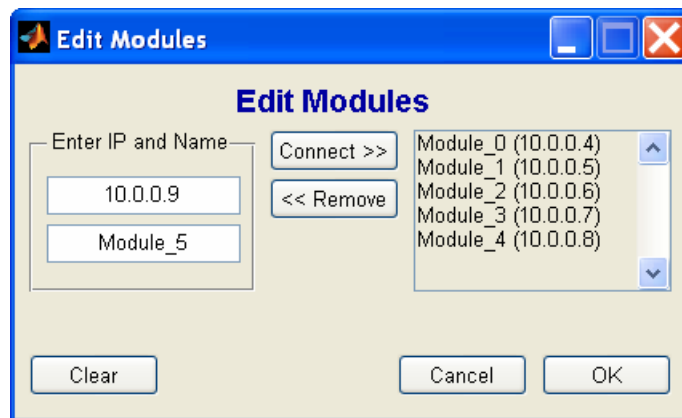 Edit Modules
Edit Modules
Enter IP and Name
10.0.0.9
Module_5
Connect >>
<< Remove
Module_0 (10.0.0.4)
Module_1 (10.0.0.5)
Module_2 (10.0.0.6)
Module_3 (10.0.0.7)
Module_4 (10.0.0.8)
Clear
Cancel
OK